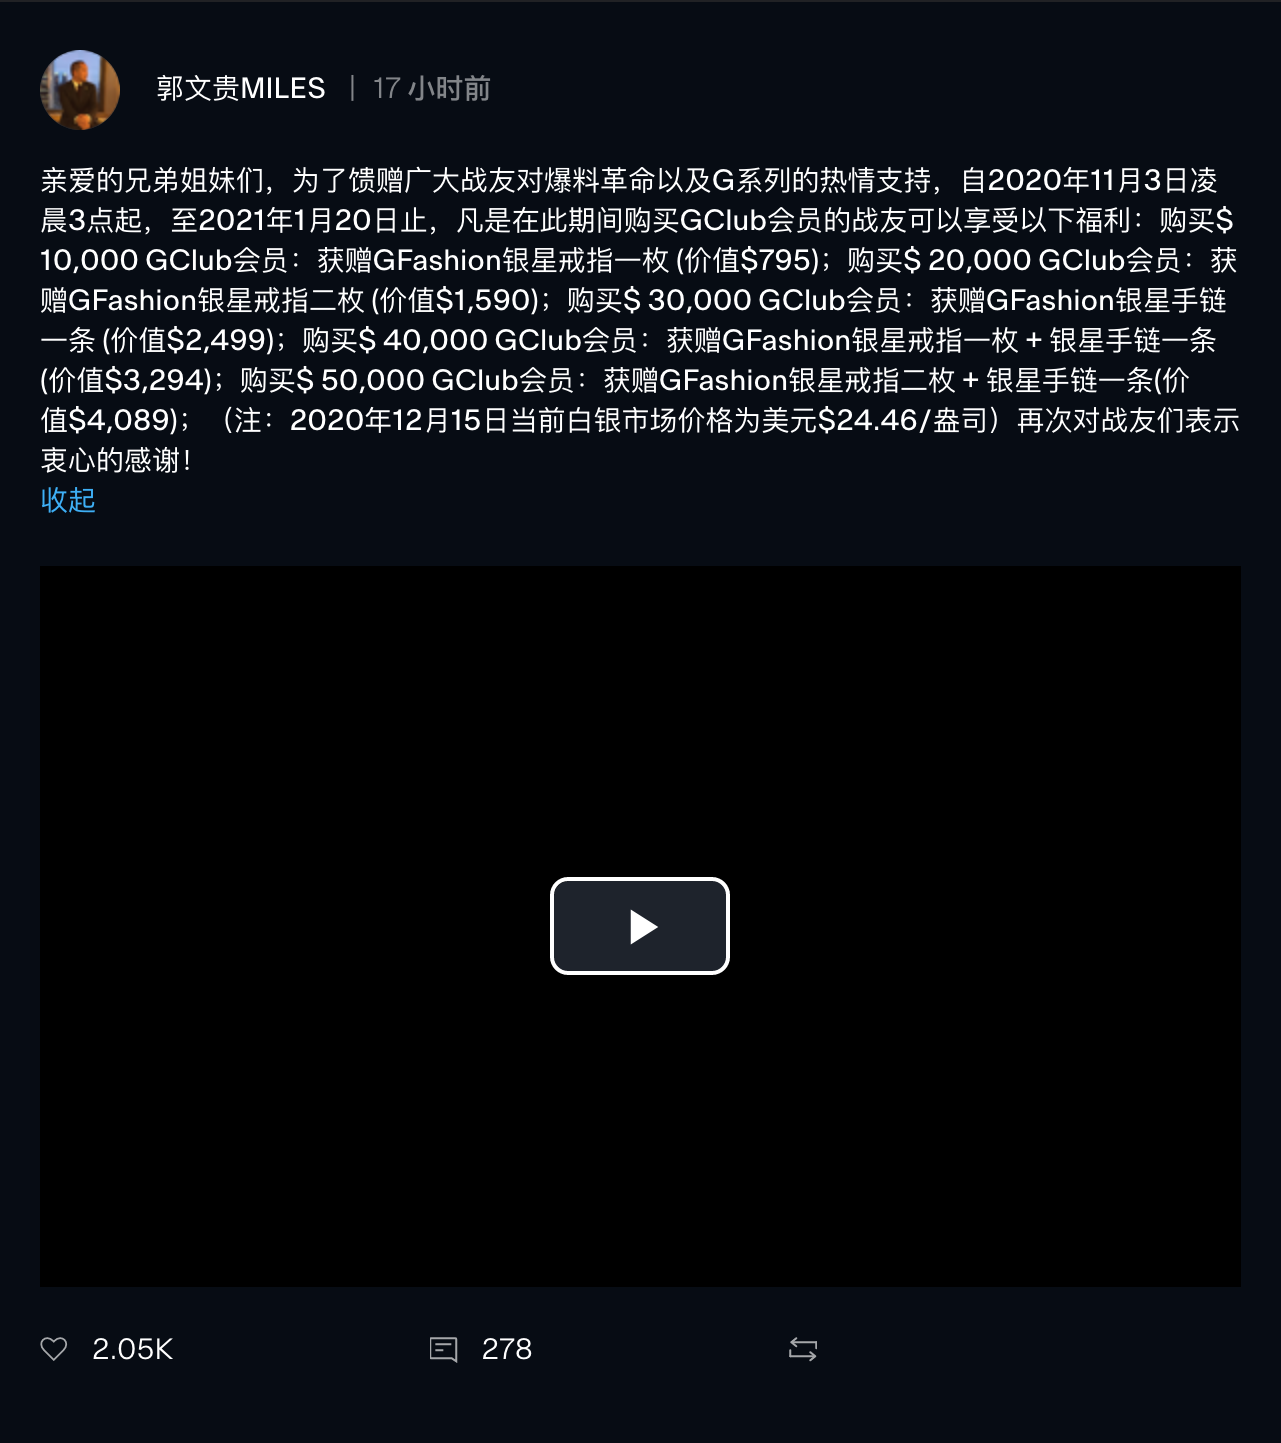 郭文贵MILES | 17 小时前
亲爱的兄弟姐妹们，为了馈赠广大战友对爆料革命以及G系列的热情支持，自2020年11月3日凌
晨3点起，至2021年1月20日止，凡是在此期间购买GClub会员的战友可以享受以下福利：购买$
10,000 GClub会员：获赠GFashion银星戒指一枚 (价值$795)；购买$ 20,000 GClub会员：获
赠GFashion银星戒指二枚 (价值$1,590)；购买$ 30,000 GClub会员：获赠GFashion银星手链
一条 (价值$2,499)；购买$ 40,000 GClub会员：获赠GFashion银星戒指一枚 + 银星手链一条
(价值$3,294)；购买$ 50,000 GClub会员：获赠GFashion银星戒指二枚 + 银星手链一条(价
值$4,089)；（注：2020年12月15日当前白银市场价格为美元$24.46/盎司）再次对战友们表示
衷心的感谢！
收起
2.05K 278